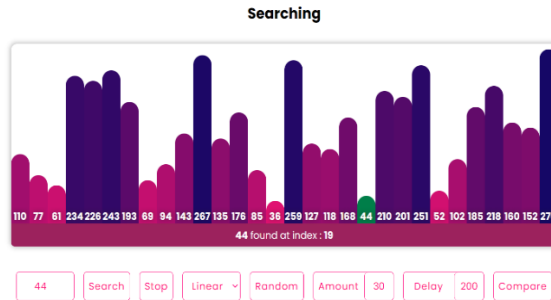 Searching
110 77 61 234 226 243 193 69 94 143 267 135 176 85 36 259 127 118 168 44 210 201 251 52 102 185 218 160 152
44 found at index : 19
44 Search Stop Linear Random Amount 30 Delay 200 Compare